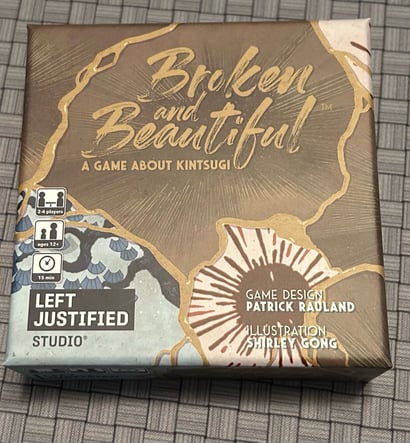 Broken
and
Beautiful™
A GAME ABOUT KINTSUGI
2-4 players
ages 12+
15 min
LEFT
JUSTIFIED
STUDIO®
GAME DESIGN
PATRICK RAULAND
ILLUSTRATION
SHIRLEY GONG